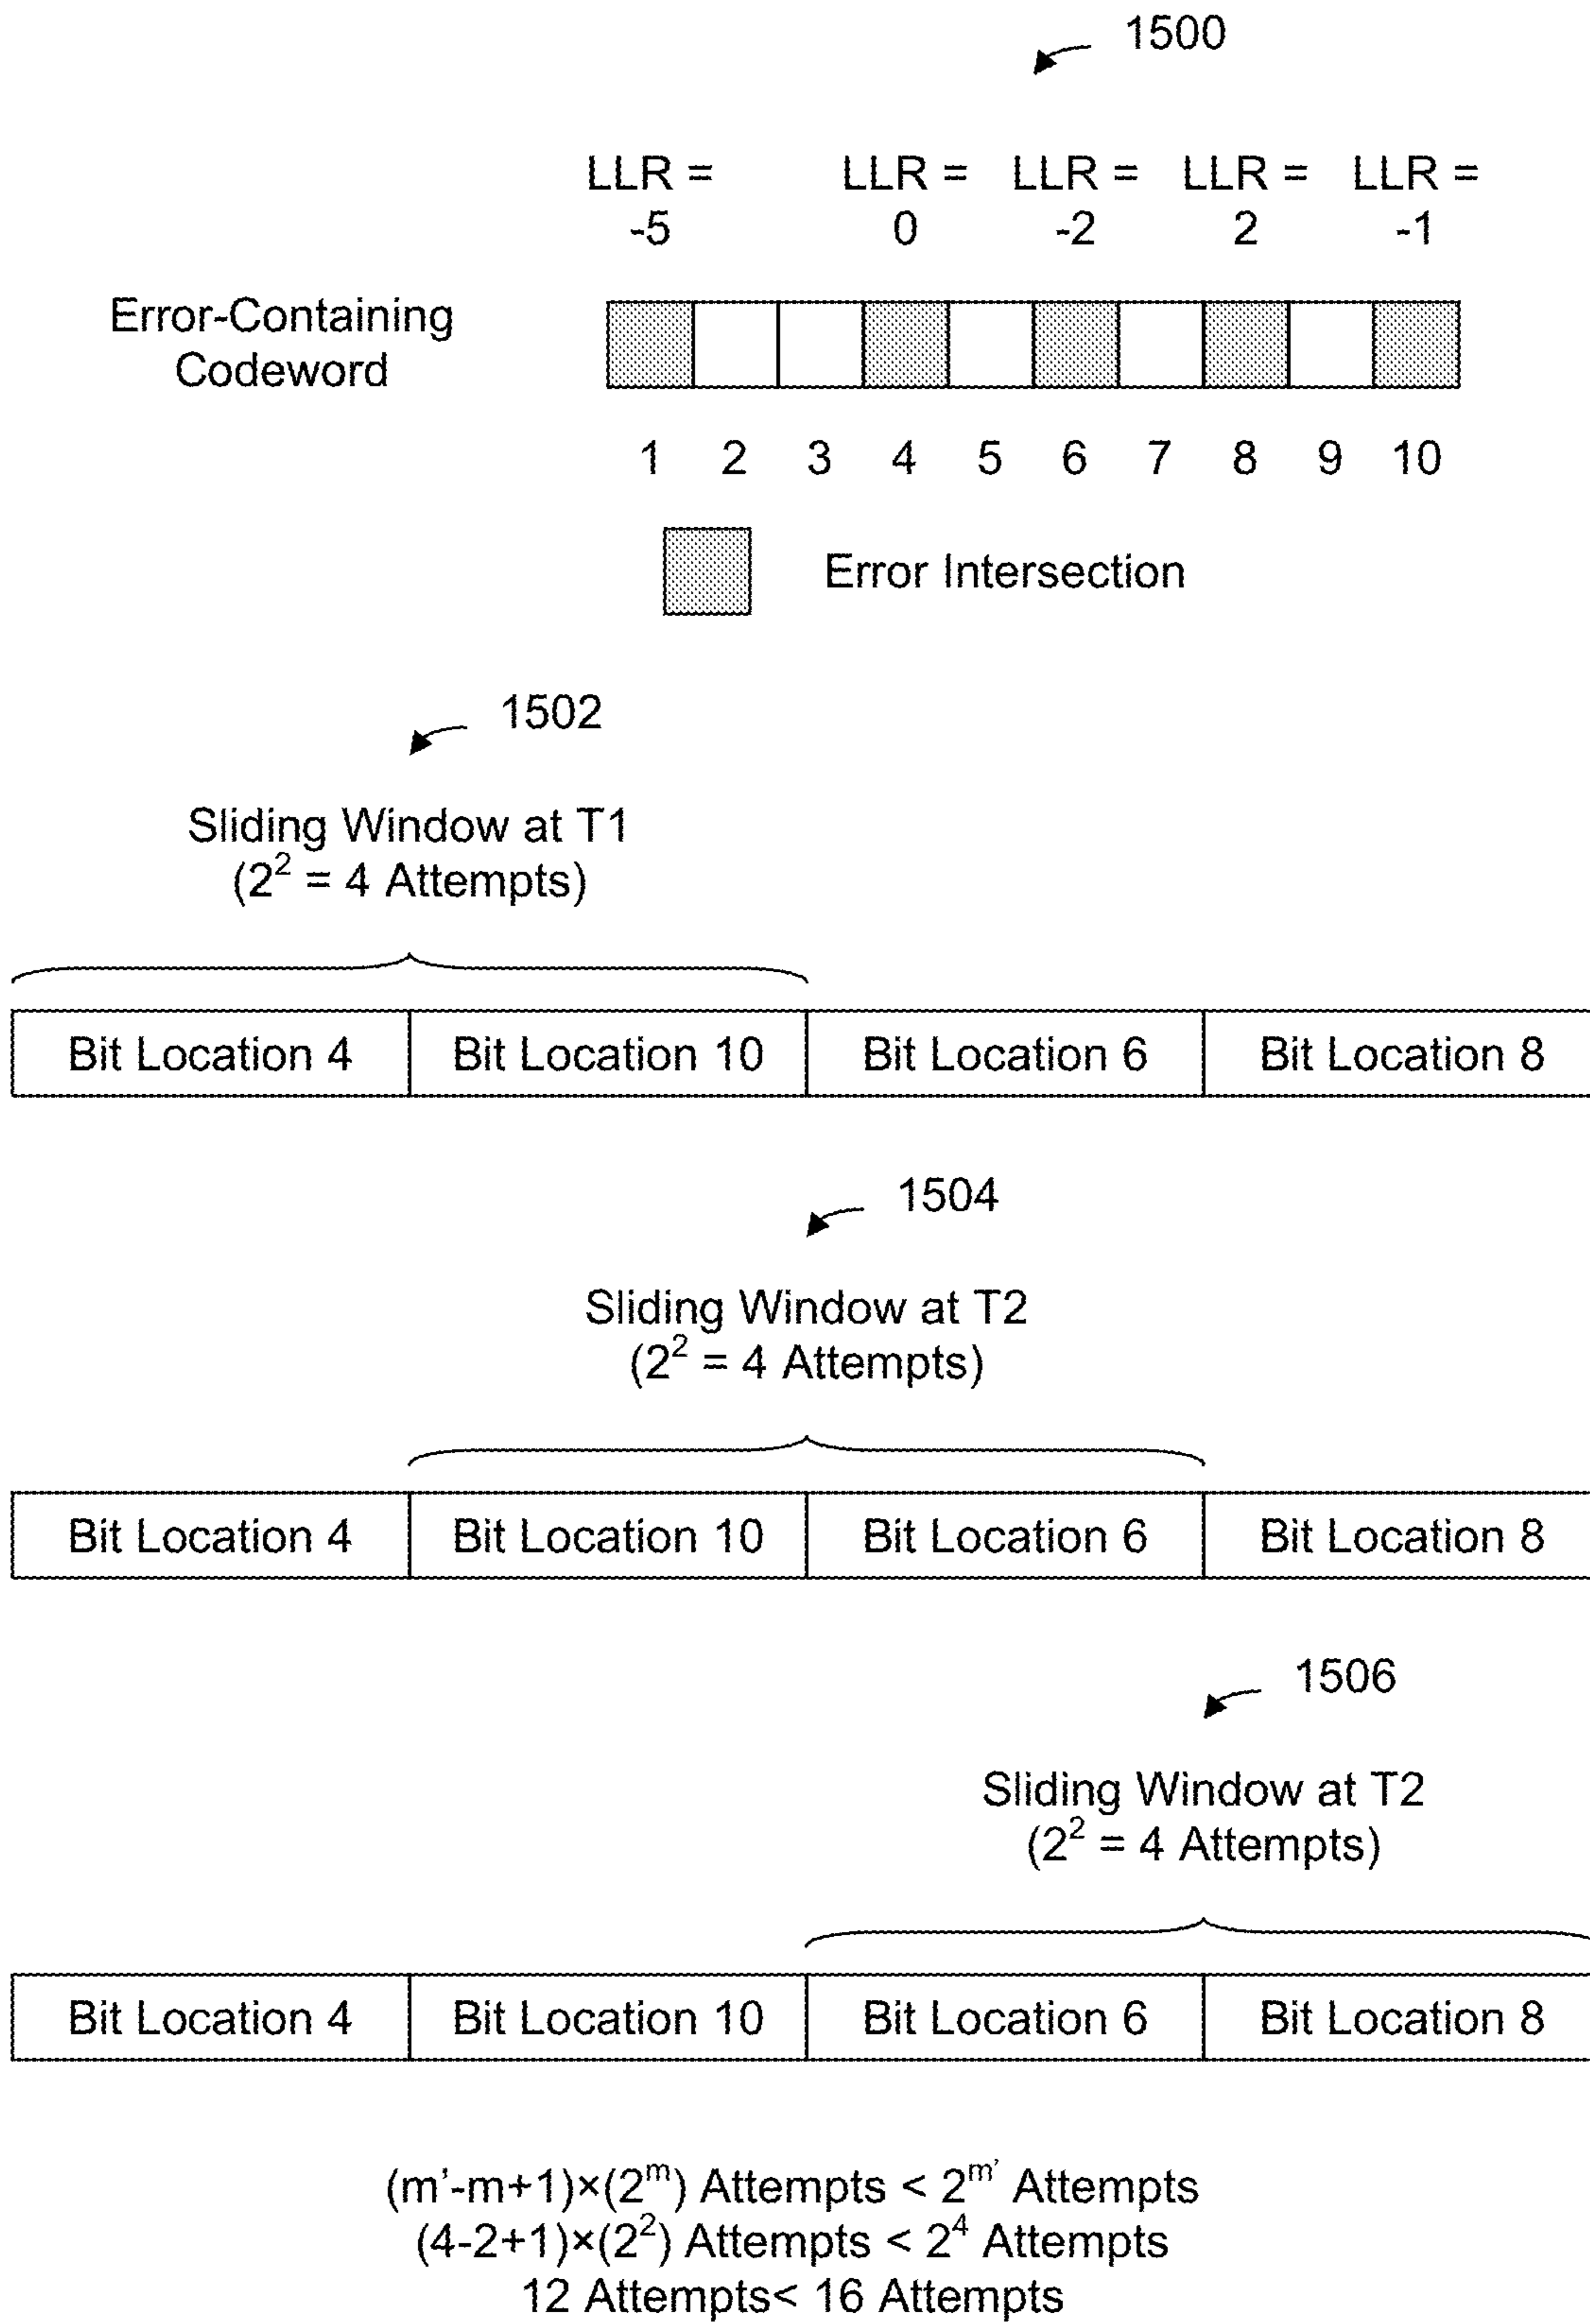 1500
LLR = LLR = LLR = LLR = LLR =
-5 0 -2 2 -1
Error-Containing
Codeword
1 2 3 4 5 6 7 8 9 10
Error Intersection
1502
Sliding Window at T1
(2² = 4 Attempts)
Bit Location 4 Bit Location 10 Bit Location 6 Bit Location 8
1504
Sliding Window at T2
(2² = 4 Attempts)
Bit Location 4 Bit Location 10 Bit Location 6 Bit Location 8
1506
Sliding Window at T2
(2² = 4 Attempts)
Bit Location 4 Bit Location 10 Bit Location 6 Bit Location 8
(m’-m+1)×(2ᵐ) Attempts < 2ᵐ’ Attempts
(4-2+1)×(2²) Attempts < 2⁴ Attempts
12 Attempts< 16 Attempts